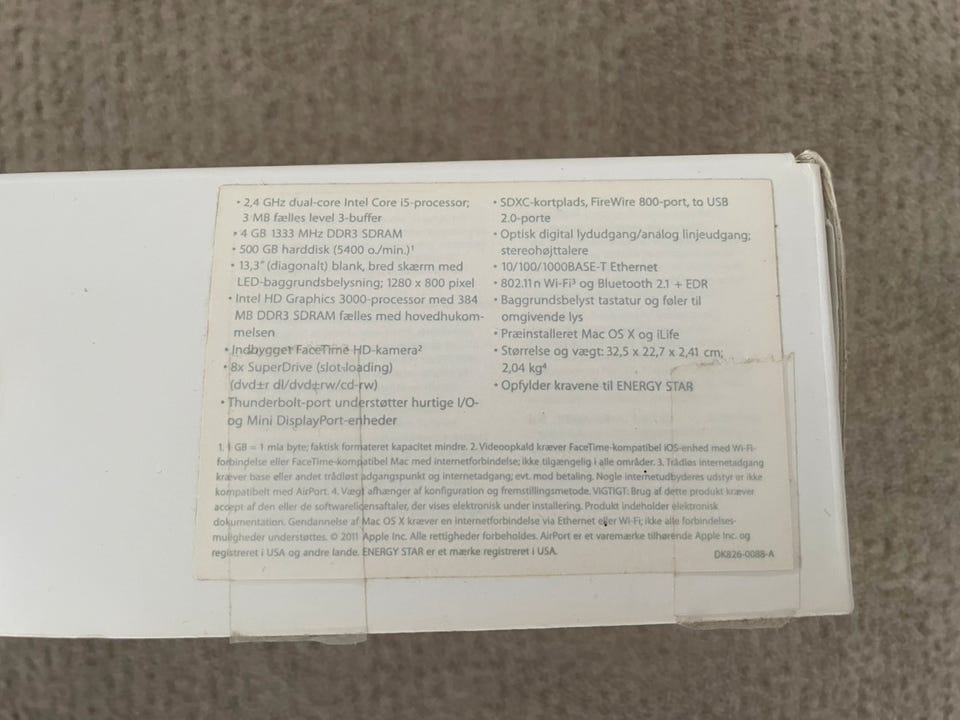 • 2,4 GHz dual-core Intel Core i5-processor;
3 MB fælles level 3-buffer
• 4 GB 1333 MHz DDR3 SDRAM
• 500 GB harddisk (5400 o./min.)¹
• 13,3" (diagonalt) blank, bred skærm med
LED-baggrundsbelysning; 1280 x 800 pixel
• Intel HD Graphics 3000-processor med 384
MB DDR3 SDRAM fælles med hovedhukom-
melsen
• Indbygget FaceTime HD-kamera²
• 8x SuperDrive (slot-loading)
(dvd±r dl/dvd±rw/cd-rw)
• Thunderbolt-port understøtter hurtige I/O-
og Mini DisplayPort-enheder
• SDXC-kortplads, FireWire 800-port, to USB
2.0-porte
• Optisk digital lydudgang/analog linjeudgang;
stereohøjttalere
• 10/100/1000BASE-T Ethernet
• 802.11n Wi-Fi³ og Bluetooth 2.1 + EDR
• Baggrundsbelyst tastatur og føler til
omgivende lys
• Præinstalleret Mac OS X og iLife
• Størrelse og vægt: 32,5 x 22,7 x 2,41 cm;
2,04 kg⁴
• Opfylder kravene til ENERGY STAR
1. 1 GB = 1 mia byte; faktisk formateret kapacitet mindre. 2. Videoopkald kræver FaceTime-kompatibel iOS-enhed med Wi-Fi-
forbindelse eller FaceTime-kompatibel Mac med internetforbindelse; ikke tilgængelig i alle områder. 3. Trådløs internetadgang
kræver base eller andet trådløst adgangspunkt og internetadgang; evt. mod betaling. Nogle internetudbyderes udstyr er ikke
kompatibelt med AirPort. 4. Vægt afhænger af konfiguration og fremstillingsmetode. VIGTIGT: Brug af dette produkt kræver
accept af den eller de softwarelicensaftaler, der vises elektronisk under installering. Produkt indeholder elektronisk
dokumentation. Gendannelse af Mac OS X kræver en internetforbindelse via Ethernet eller Wi-Fi; ikke alle forbindelses-
muligheder understøttes. © 2011 Apple Inc. Alle rettigheder forbeholdes. AirPort er et varemærke tilhørende Apple Inc. og
registreret i USA og andre lande. ENERGY STAR er et mærke registreret i USA.
DK826-0088-A